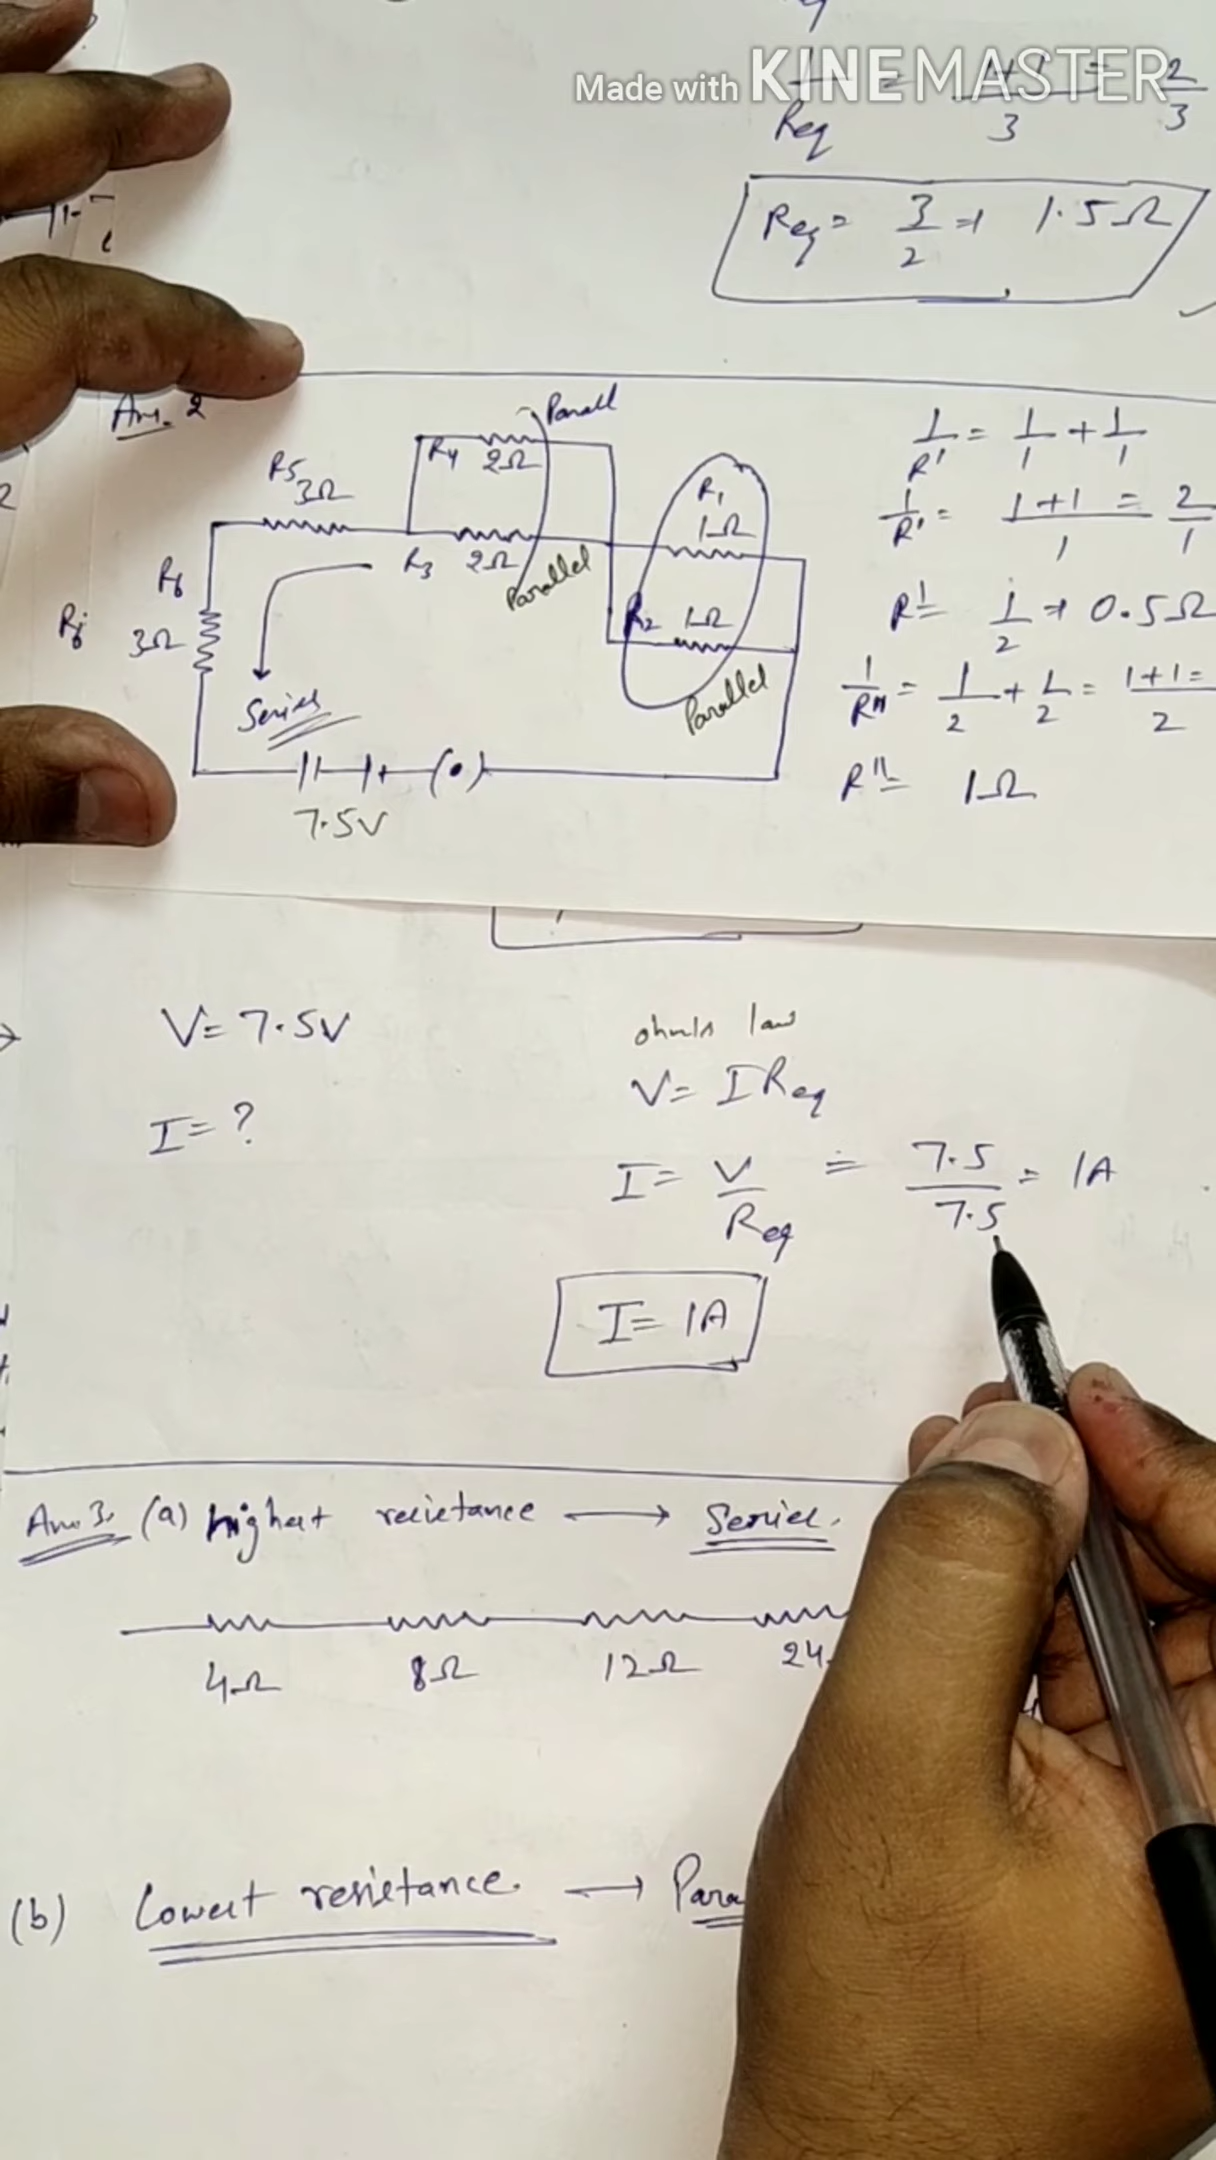 Made with KINEMASTER
1/Req = 1+1/3 = 2/3
Req = 3/2 ⇒ 1.5Ω
Ans. 2
Parall
R4 2Ω
R5 3Ω
R1 1Ω
R3 2Ω
Parallel
R6 3Ω
R2 1Ω
Parallel
Series
7.5V
1/R' = 1/1 + 1/1
1/R' = 1+1/1 = 2/1
R' = 1/2 ⇒ 0.5Ω
1/R" = 1/2 + 1/2 = 1+1/2 =
R" = 1Ω
V = 7.5V
I = ?
ohm's law
V = I Req
I = V/Req = 7.5/7.5 = 1A
I = 1A
Ans 3. (a) highest resistance → Series.
4Ω 8Ω 12Ω 24
(b) Lowest resistance. → Para